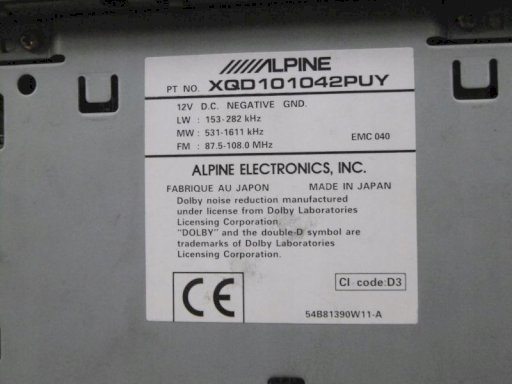 ALPINE
PT NO. XQD101042PUY
12V D.C. NEGATIVE GND.
LW : 153-282 kHz
MW : 531-1611 kHz EMC 040
FM : 87.5-108.0 MHz
ALPINE ELECTRONICS, INC.
FABRIQUE AU JAPON MADE IN JAPAN
Dolby noise reduction manufactured
under license from Dolby Laboratories
Licensing Corporation.
"DOLBY" and the double-D symbol are
trademarks of Dolby Laboratories
Licensing Corporation.
CE
CI code:D3
54B81390W11-A